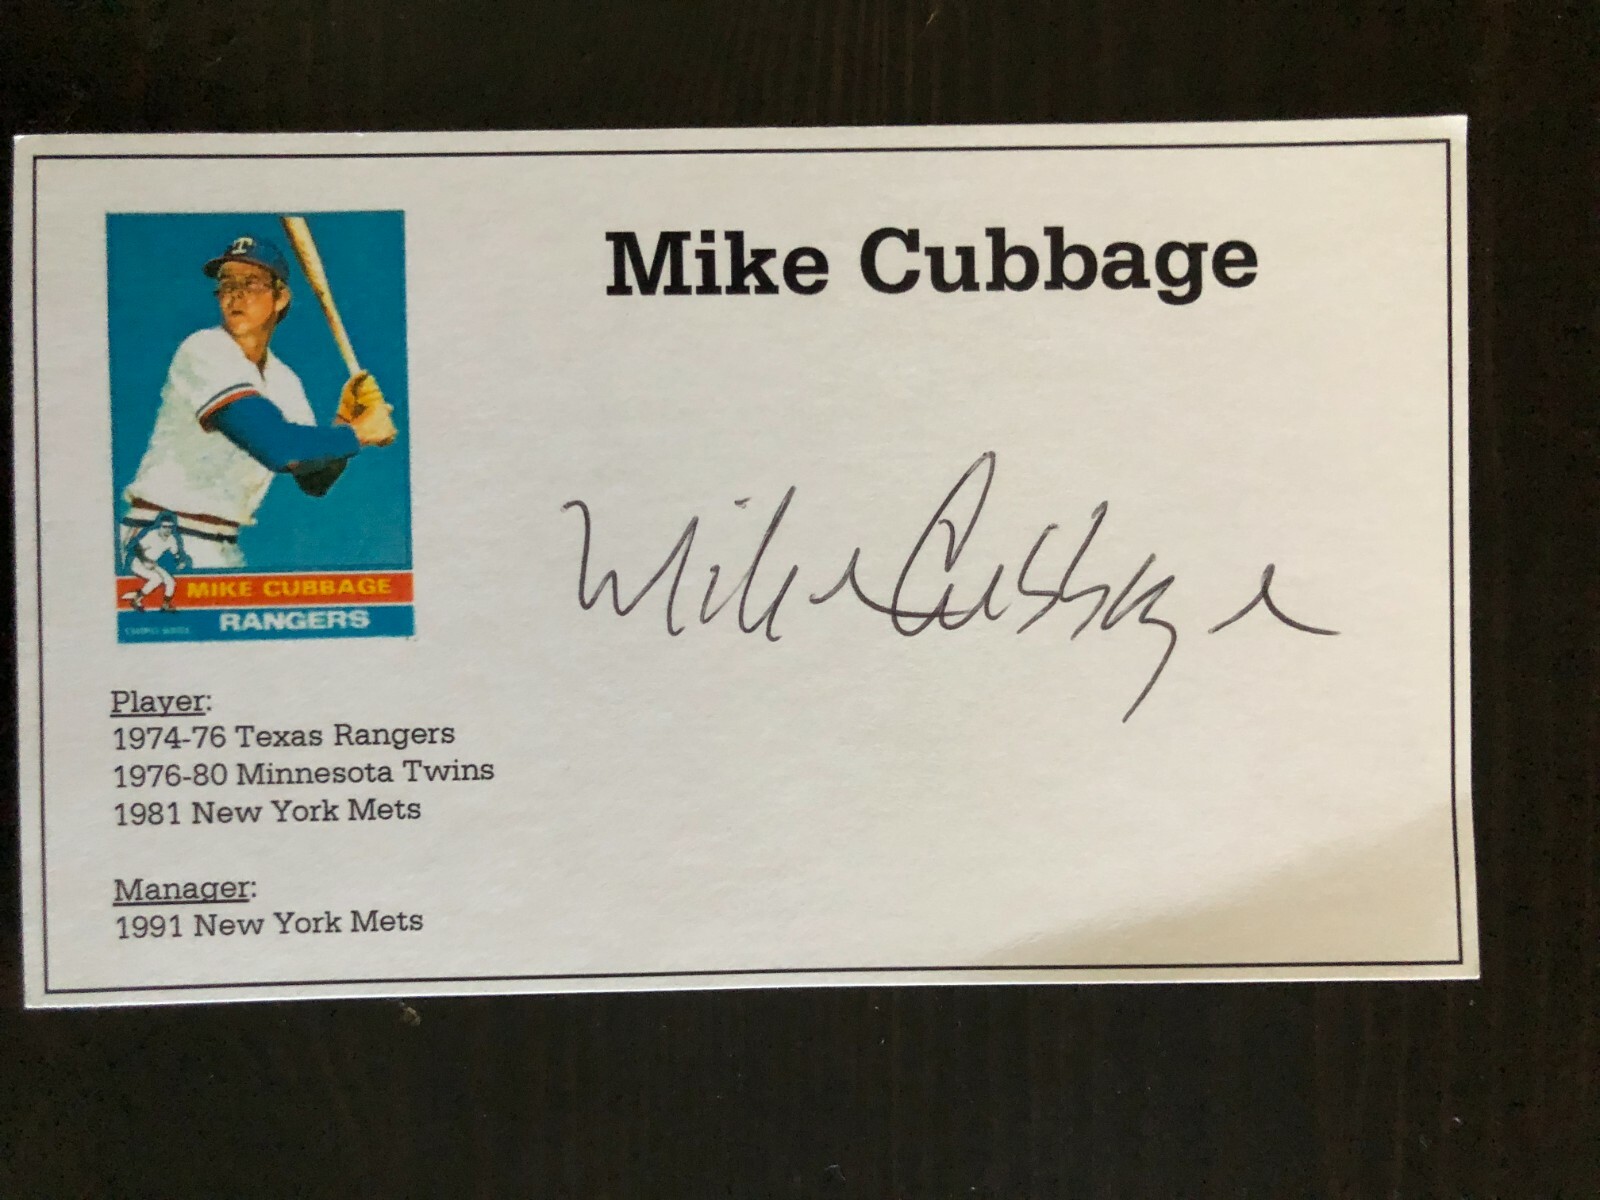 Mike Cubbage
Mike Cubbage
MIKE CUBBAGE
RANGERS
Player:
1974-76 Texas Rangers
1976-80 Minnesota Twins
1981 New York Mets
Manager:
1991 New York Mets